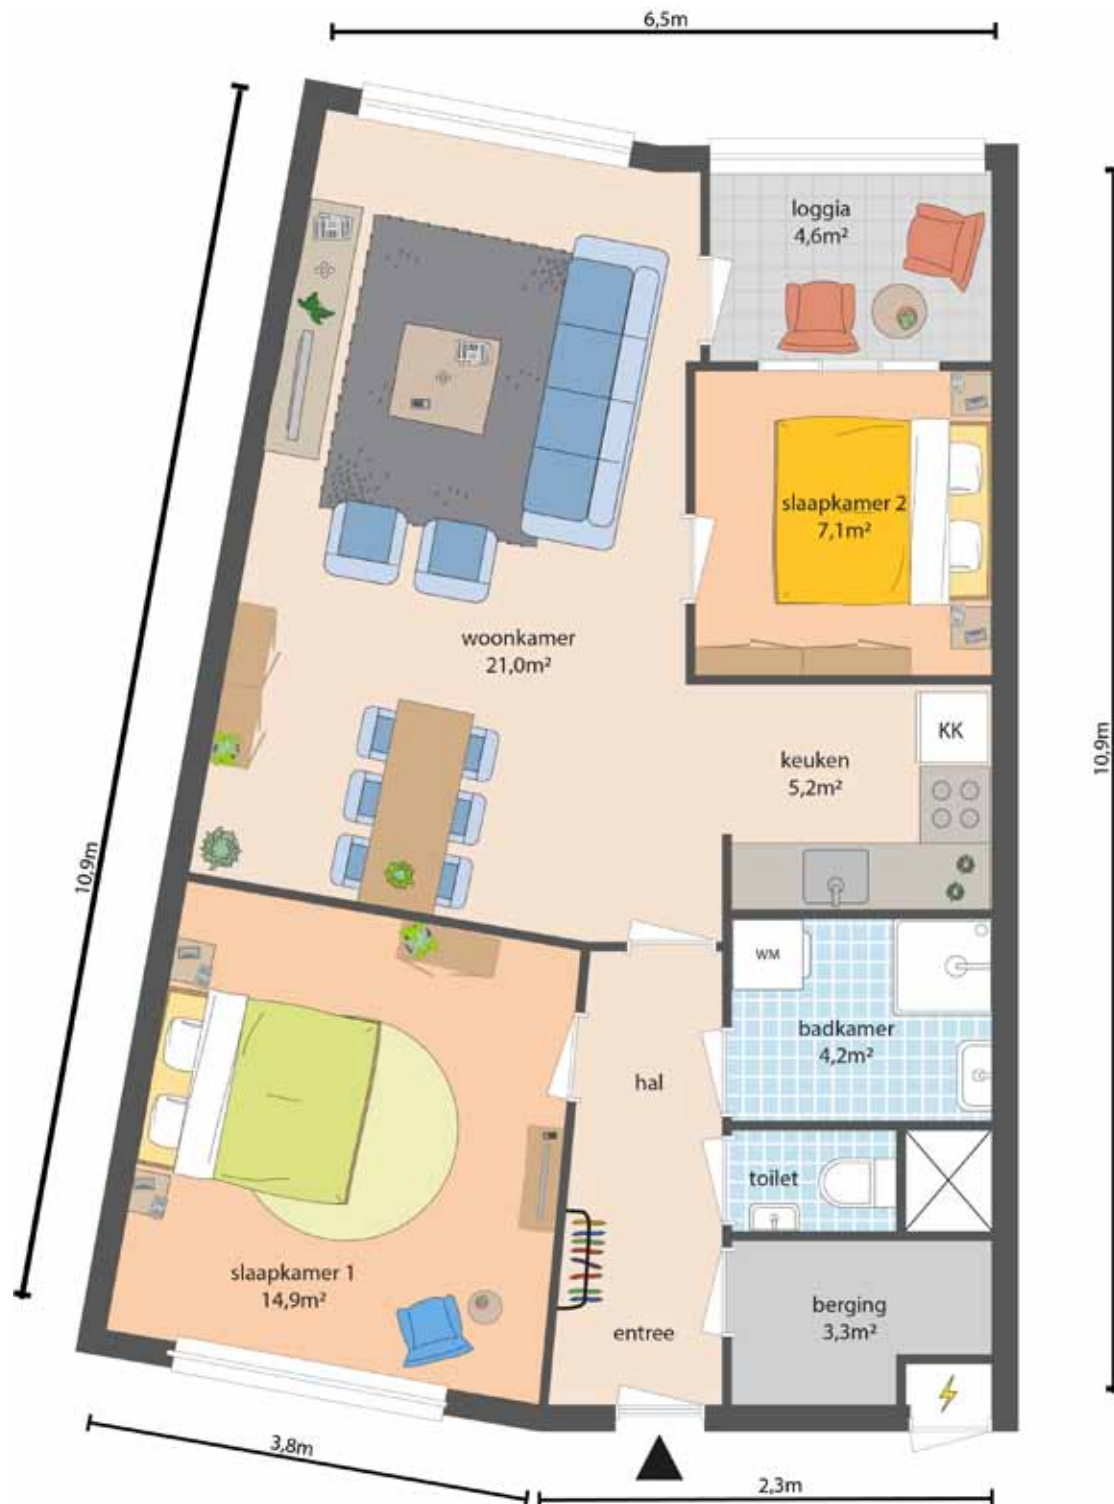 6,5m
loggia
4,6m²
slaapkamer 2
7,1m²
woonkamer
21,0m²
keuken
5,2m²
KK
10,9m
10,9m
WM
badkamer
4,2m²
hal
toilet
slaapkamer 1
14,9m²
entree
berging
3,3m²
3,8m
2,3m